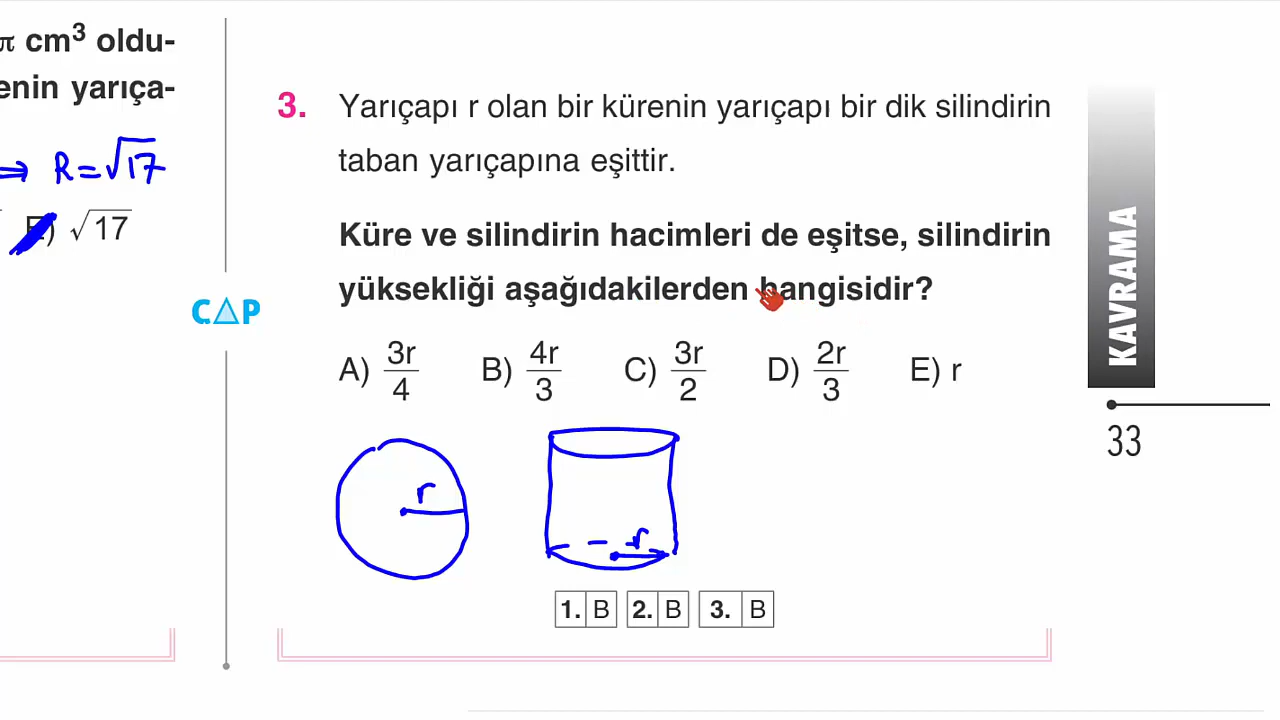 π cm³ oldu-
enin yarıça-
⇒ R=√17
E) √17
CAP
3. Yarıçapı r olan bir kürenin yarıçapı bir dik silindirin
taban yarıçapına eşittir.
Küre ve silindirin hacimleri de eşitse, silindirin
yüksekliği aşağıdakilerden hangisidir?
A) 3r/4 B) 4r/3 C) 3r/2 D) 2r/3 E) r
r
r
1. B 2. B 3. B
KAVRAMA
33